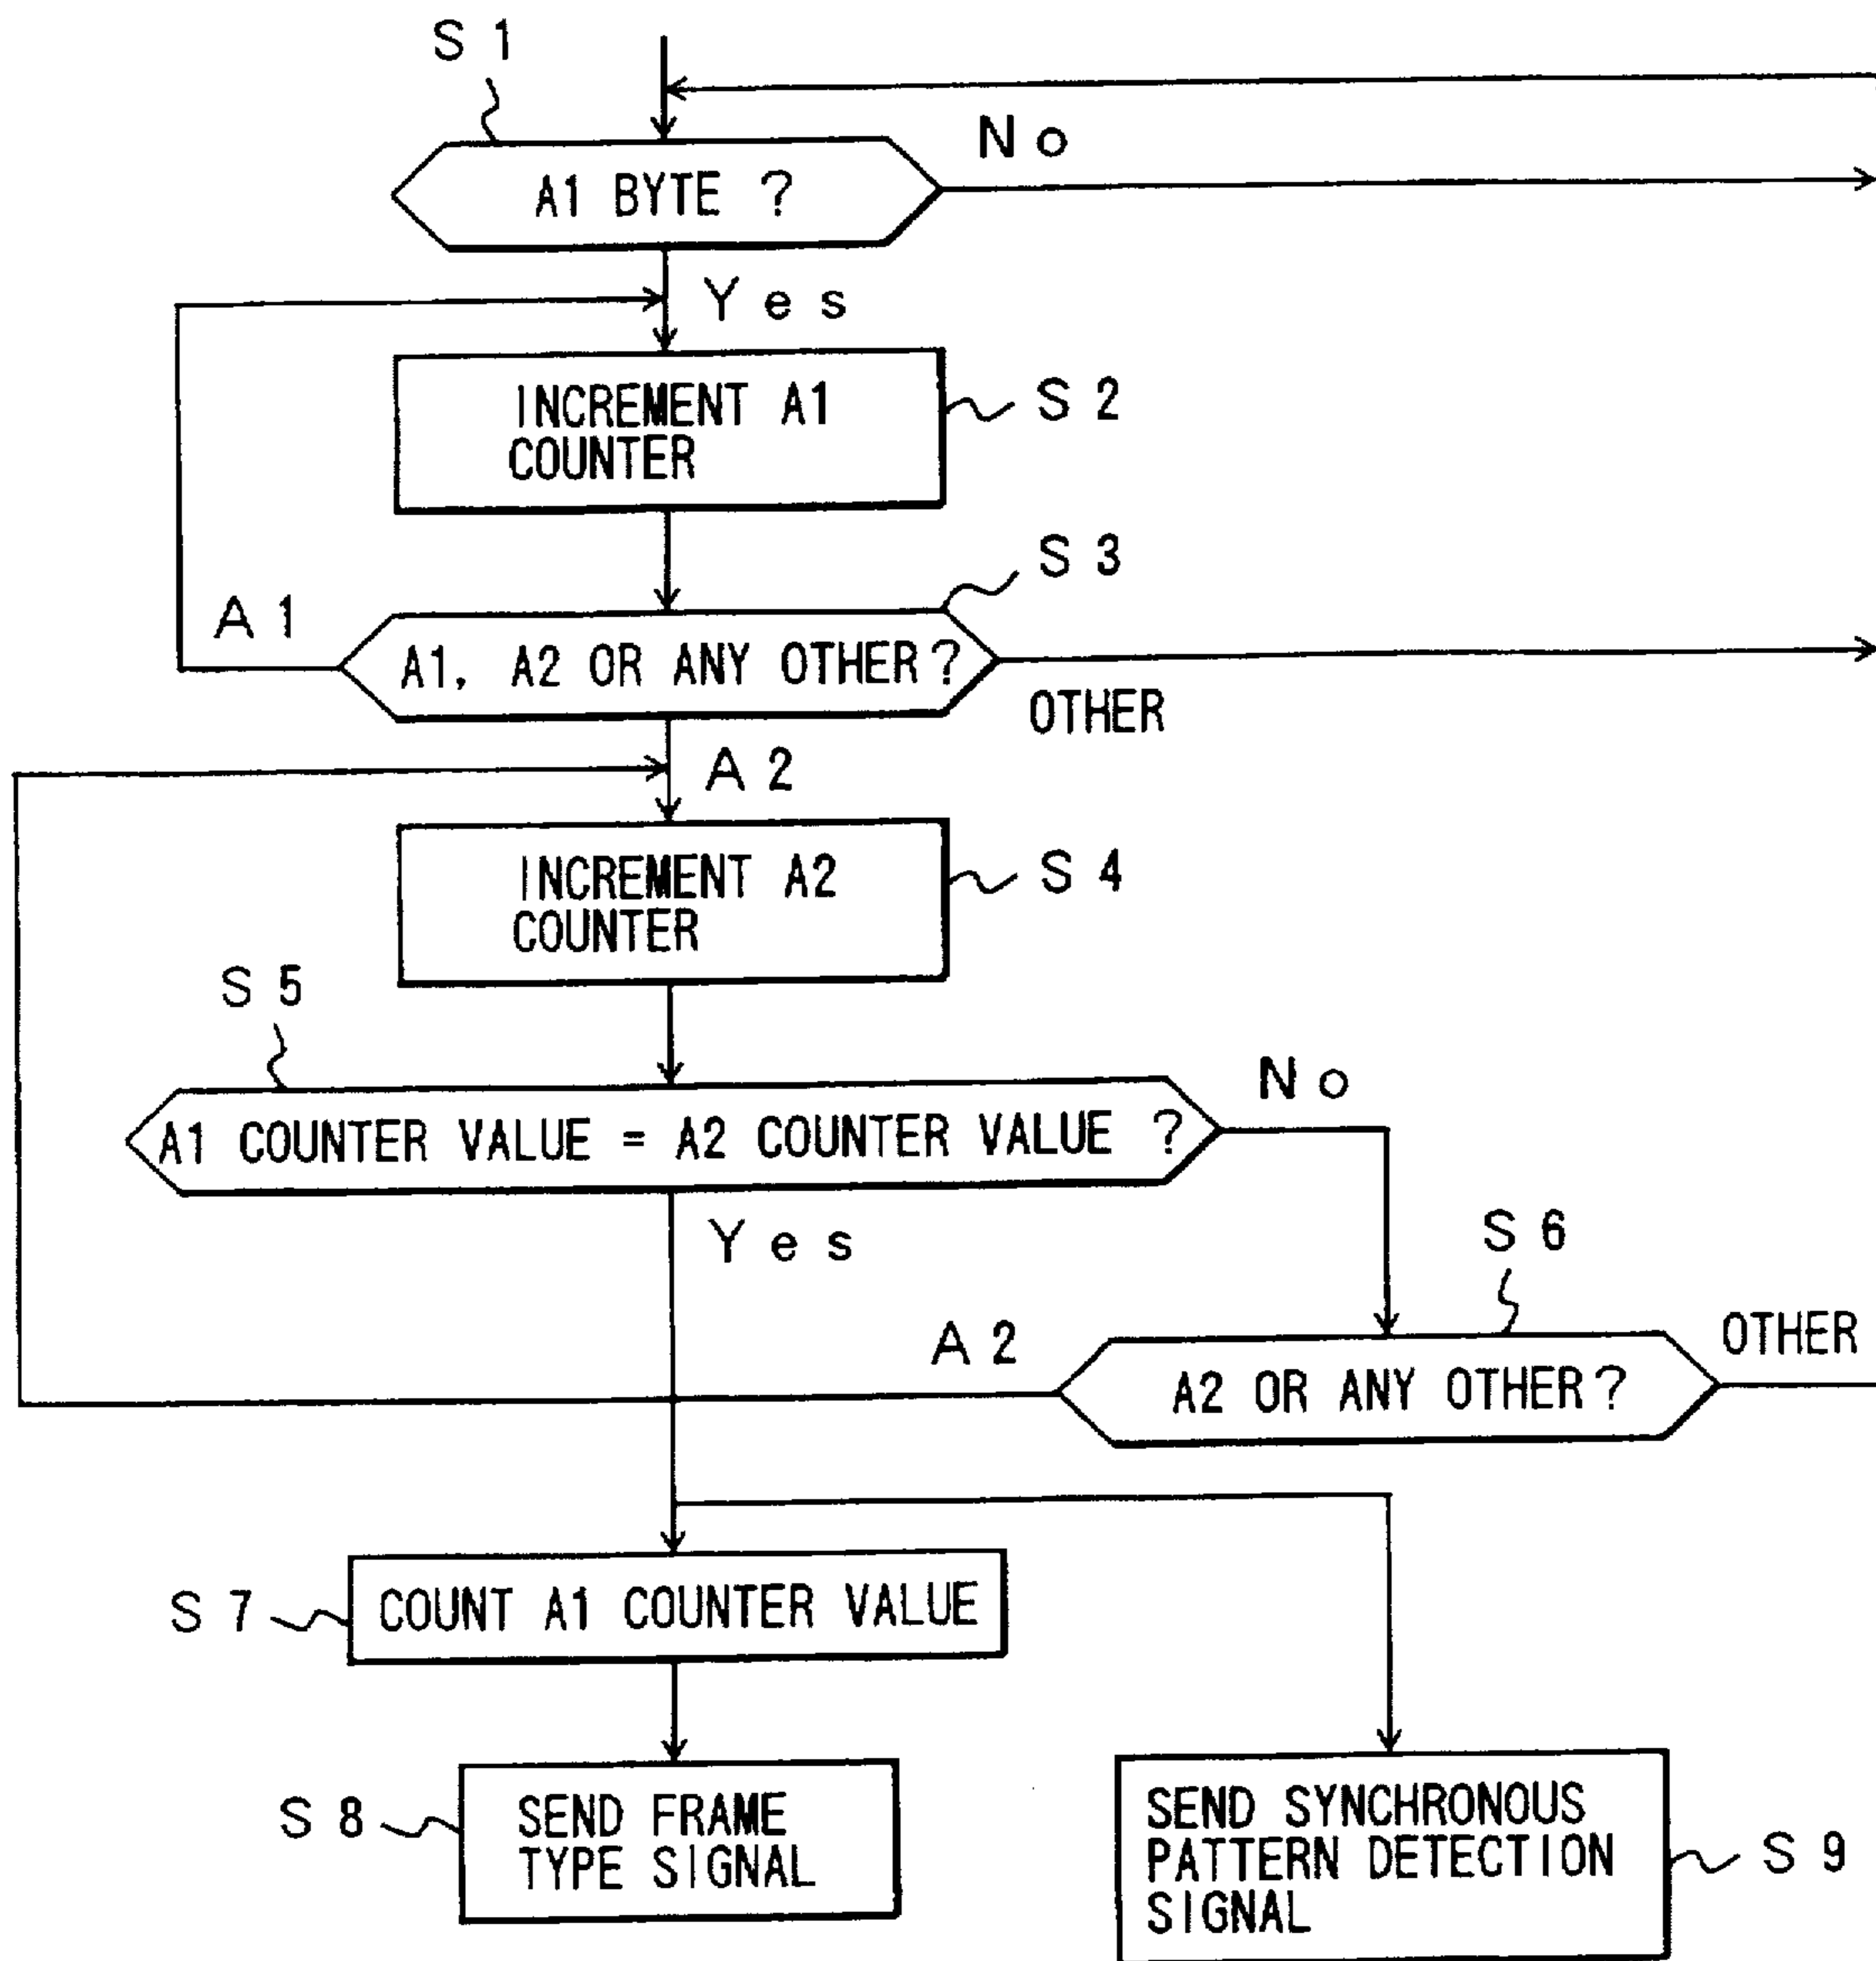 S 1
No
A1 BYTE ?
Yes
INCREMENT A1
COUNTER
S 2
S 3
A 1
A1, A2 OR ANY OTHER ?
OTHER
A 2
INCREMENT A2
COUNTER
S 4
S 5
No
A1 COUNTER VALUE = A2 COUNTER VALUE ?
Yes
S 6
A 2
OTHER
A2 OR ANY OTHER ?
S 7
COUNT A1 COUNTER VALUE
S 8
SEND FRAME
TYPE SIGNAL
SEND SYNCHRONOUS
PATTERN DETECTION
SIGNAL
S 9